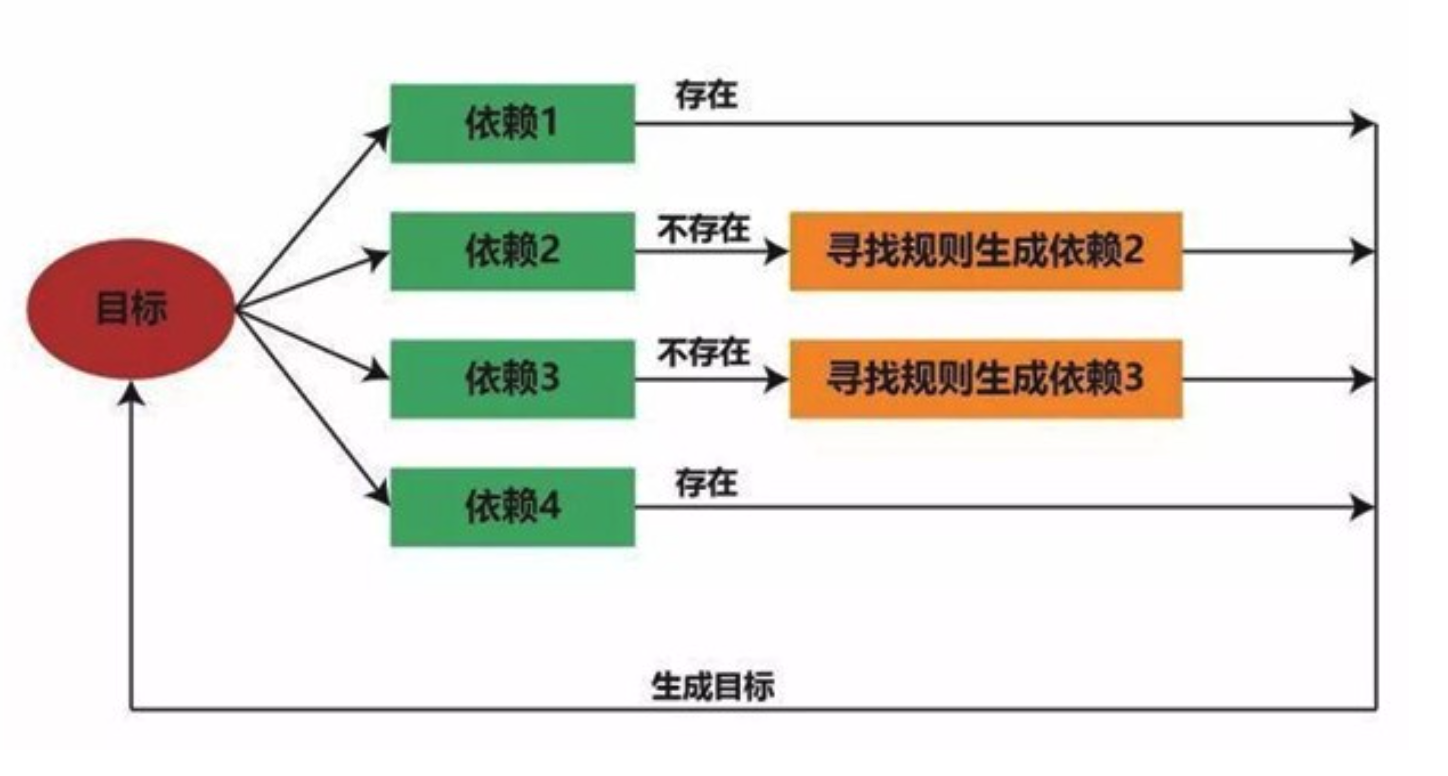 存在
依赖1
不存在
依赖2
寻找规则生成依赖2
目标
不存在
依赖3
寻找规则生成依赖3
存在
依赖4
生成目标